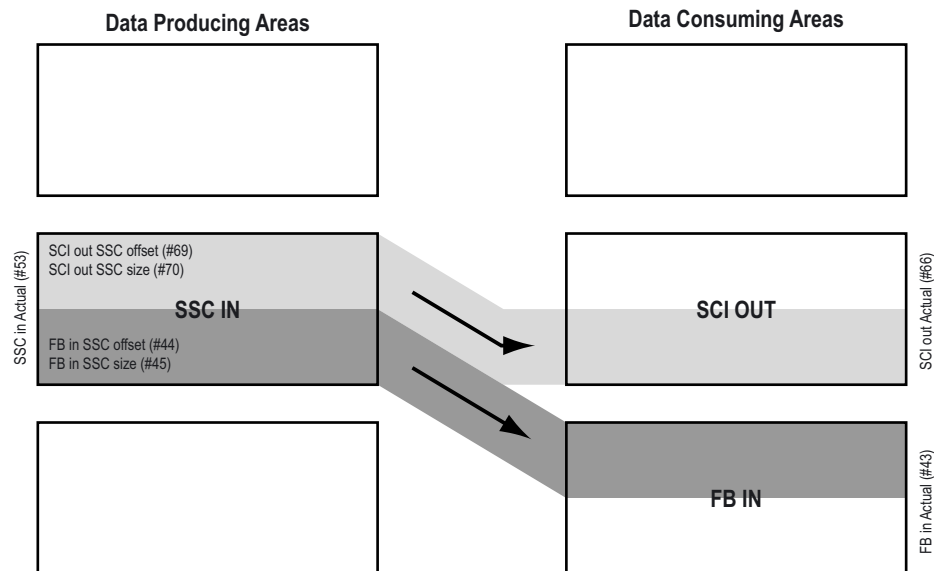 Data Producing Areas
Data Consuming Areas
SSC in Actual (#53)
SCI out SSC offset (#69)
SCI out SSC size (#70)
SSC IN
FB in SSC offset (#44)
FB in SSC size (#45)
SCI OUT
SCI out Actual (#66)
FB IN
FB in Actual (#43)